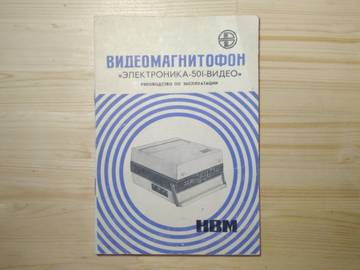 ВИДЕОМАГНИТОФОН
«ЭЛЕКТРОНИКА-501-ВИДЕО»
РУКОВОДСТВО ПО ЭКСПЛУАТАЦИИ
НВМ